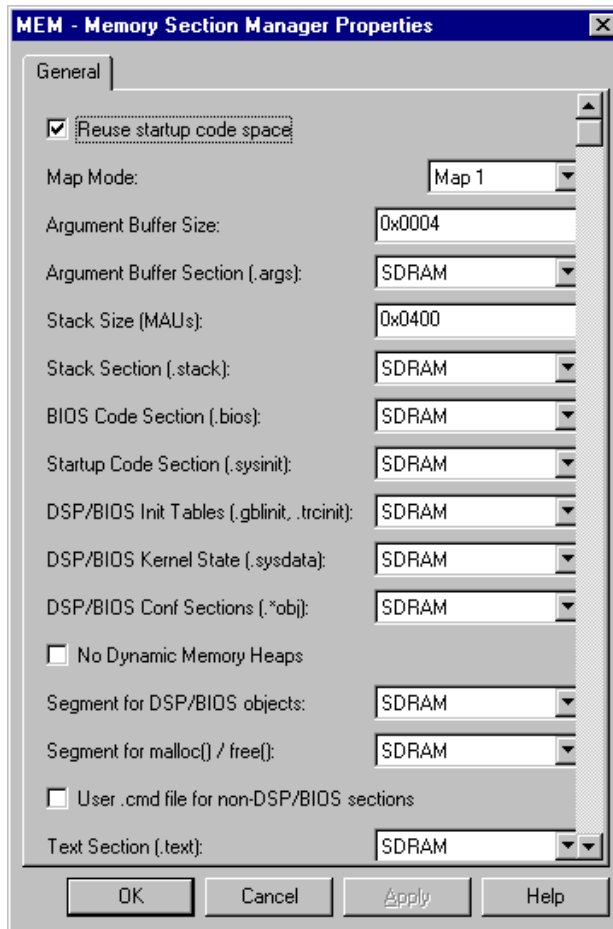 MEM - Memory Section Manager Properties
General
Reuse startup code space
Map Mode: Map 1
Argument Buffer Size: 0x0004
Argument Buffer Section (.args): SDRAM
Stack Size (MAUs): 0x0400
Stack Section (.stack): SDRAM
BIOS Code Section (.bios): SDRAM
Startup Code Section (.sysinit): SDRAM
DSP/BIOS Init Tables (.gblinit, .trcinit): SDRAM
DSP/BIOS Kernel State (.sysdata): SDRAM
DSP/BIOS Conf Sections (.*obj): SDRAM
No Dynamic Memory Heaps
Segment for DSP/BIOS objects: SDRAM
Segment for malloc() / free(): SDRAM
User .cmd file for non-DSP/BIOS sections
Text Section (.text): SDRAM
OK Cancel Apply Help